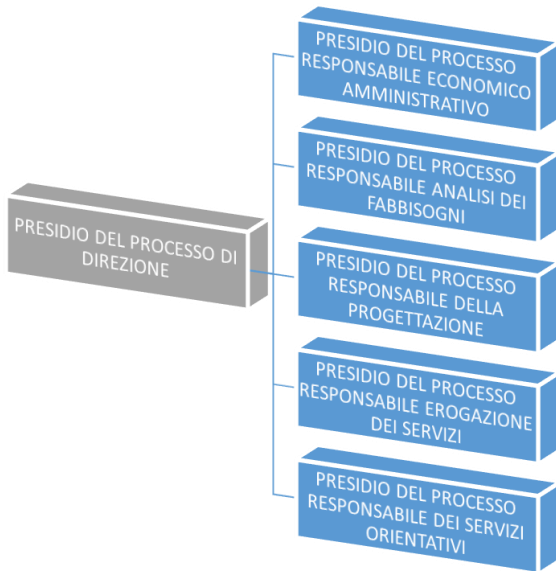 PRESIDIO DEL PROCESSO DI
DIREZIONE
PRESIDIO DEL PROCESSO
RESPONSABILE ECONOMICO
AMMINISTRATIVO
PRESIDIO DEL PROCESSO
RESPONSABILE ANALISI DEI
FABBISOGNI
PRESIDIO DEL PROCESSO
RESPONSABILE DELLA
PROGETTAZIONE
PRESIDIO DEL PROCESSO
RESPONSABILE EROGAZIONE
DEI SERVIZI
PRESIDIO DEL PROCESSO
RESPONSABILE DEI SERVIZI
ORIENTATIVI